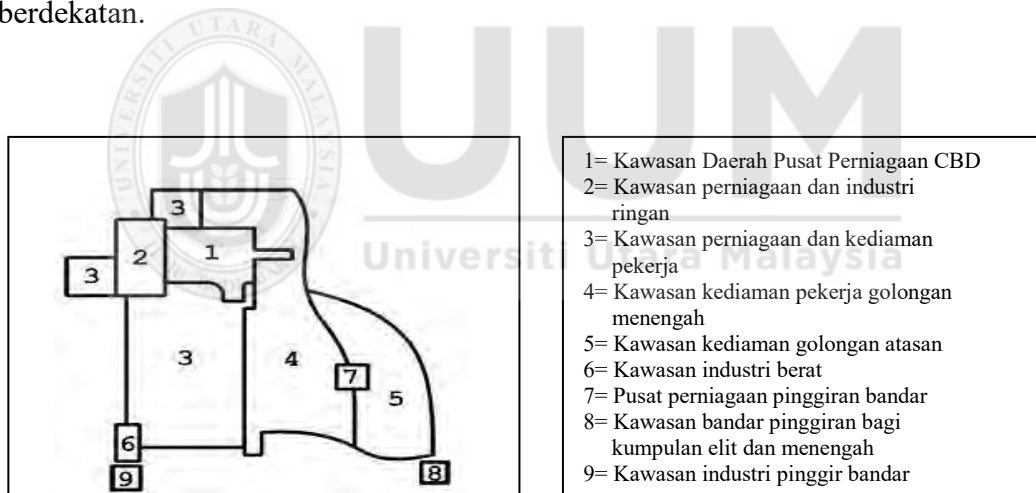 berdekatan.
UUM
Universiti Utara Malaysia
UNIVERSITI UTARA MALAYSIA
3
2
1
3
3
4
7
5
6
9
8
1= Kawasan Daerah Pusat Perniagaan CBD
2= Kawasan perniagaan dan industri
ringan
3= Kawasan perniagaan dan kediaman
pekerja
4= Kawasan kediaman pekerja golongan
menengah
5= Kawasan kediaman golongan atasan
6= Kawasan industri berat
7= Pusat perniagaan pinggiran bandar
8= Kawasan bandar pinggiran bagi
kumpulan elit dan menengah
9= Kawasan industri pinggir bandar